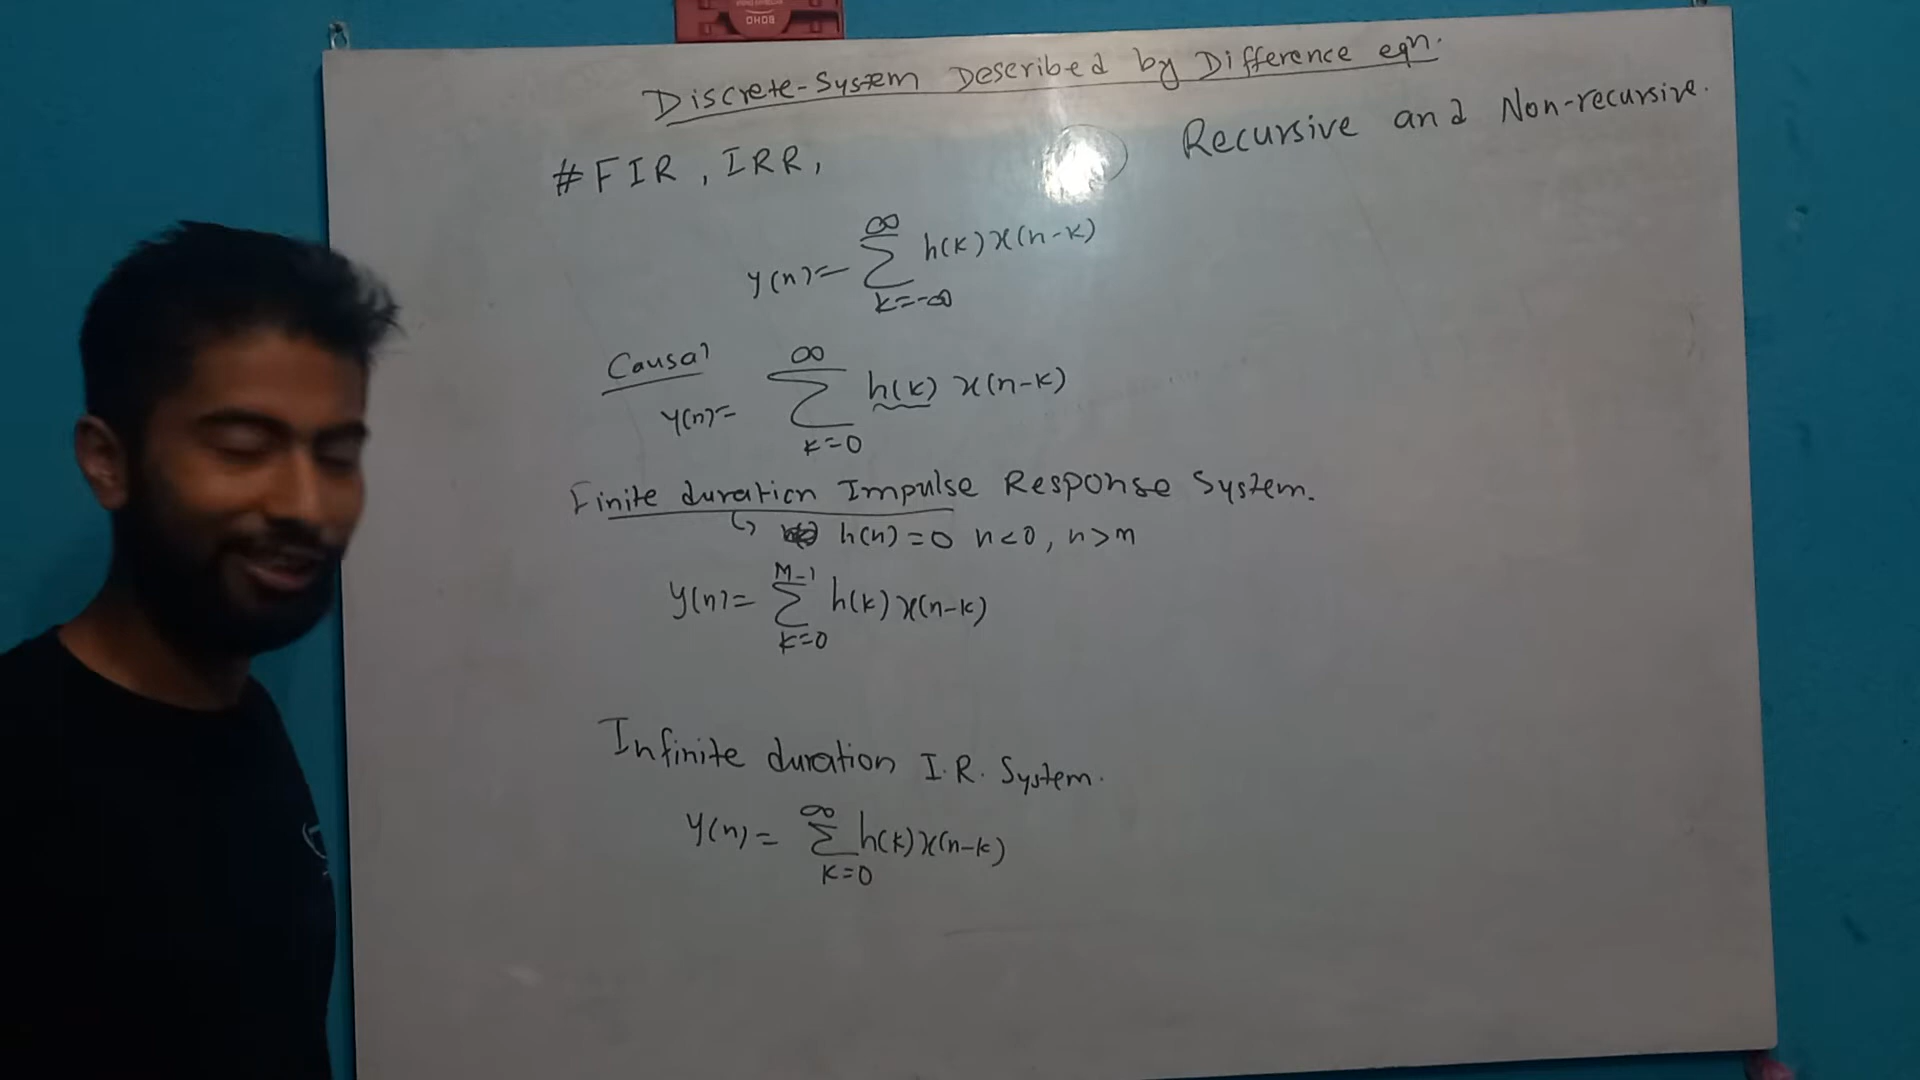 Discrete-System Described by Difference eqn.
Recursive and Non-recursive.
#FIR, IRR,
y(n) = ∑_{k=-∞}^{∞} h(k) x(n-k)
Causal
y(n) = ∑_{k=0}^{∞} h(k) x(n-k)
Finite duration Impulse Response System.
↳ h(n) = 0 n<0, n>m
y(n) = ∑_{k=0}^{M-1} h(k) x(n-k)
Infinite duration I.R. System.
y(n) = ∑_{k=0}^{∞} h(k) x(n-k)